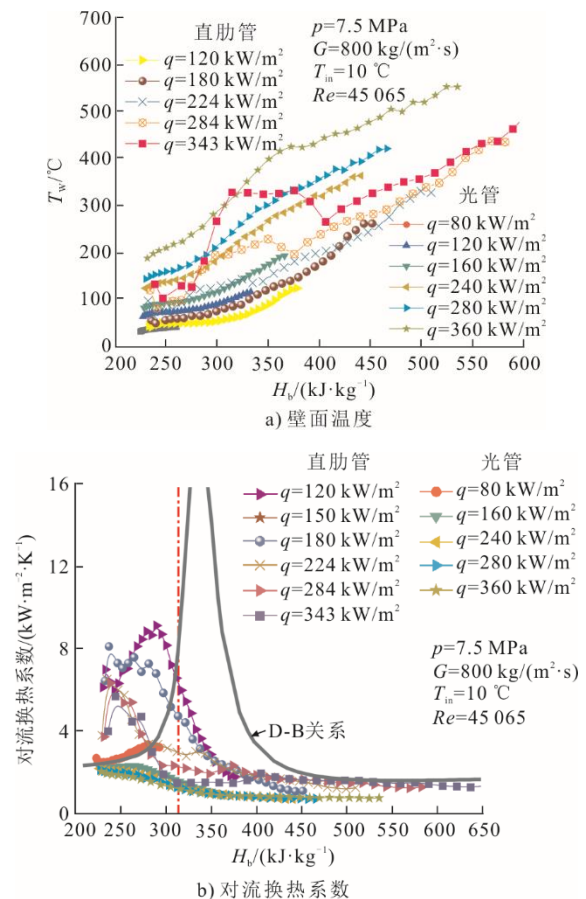 直肋管
q=120 kW/m²
q=180 kW/m²
q=224 kW/m²
q=284 kW/m²
q=343 kW/m²
p=7.5 MPa
G=800 kg/(m²·s)
T_in=10 ℃
Re=45 065
光管
q=80 kW/m²
q=120 kW/m²
q=160 kW/m²
q=240 kW/m²
q=280 kW/m²
q=360 kW/m²
T_w/℃
700
600
500
400
300
200
100
0
200 250 300 350 400 450 500 550 600
H_b/(kJ·kg⁻¹)
a) 壁面温度
直肋管
q=120 kW/m²
q=150 kW/m²
q=180 kW/m²
q=224 kW/m²
q=284 kW/m²
q=343 kW/m²
光管
q=80 kW/m²
q=160 kW/m²
q=240 kW/m²
q=280 kW/m²
q=360 kW/m²
p=7.5 MPa
G=800 kg/(m²·s)
T_in=10 ℃
Re=45 065
D-B关系
对流换热系数/(kW·m⁻²·K⁻¹)
16
12
8
4
0
200 250 300 350 400 450 500 550 600 650
H_b/(kJ·kg⁻¹)
b) 对流换热系数